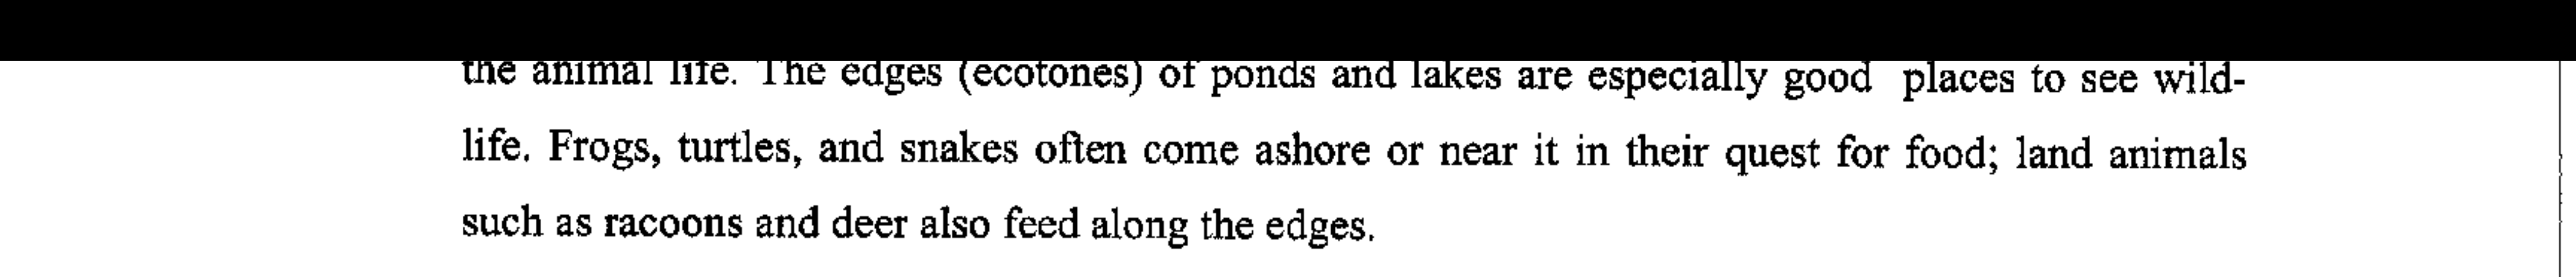 the animal life. The edges (ecotones) of ponds and lakes are especially good places to see wild-
life. Frogs, turtles, and snakes often come ashore or near it in their quest for food; land animals
such as racoons and deer also feed along the edges.